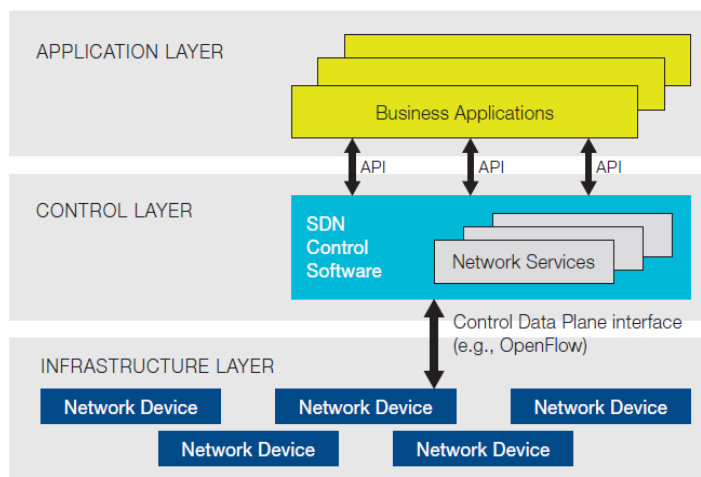 APPLICATION LAYER
Business Applications
API
API
API
CONTROL LAYER
SDN
Control
Software
Network Services
Control Data Plane interface
(e.g., OpenFlow)
INFRASTRUCTURE LAYER
Network Device
Network Device
Network Device
Network Device
Network Device